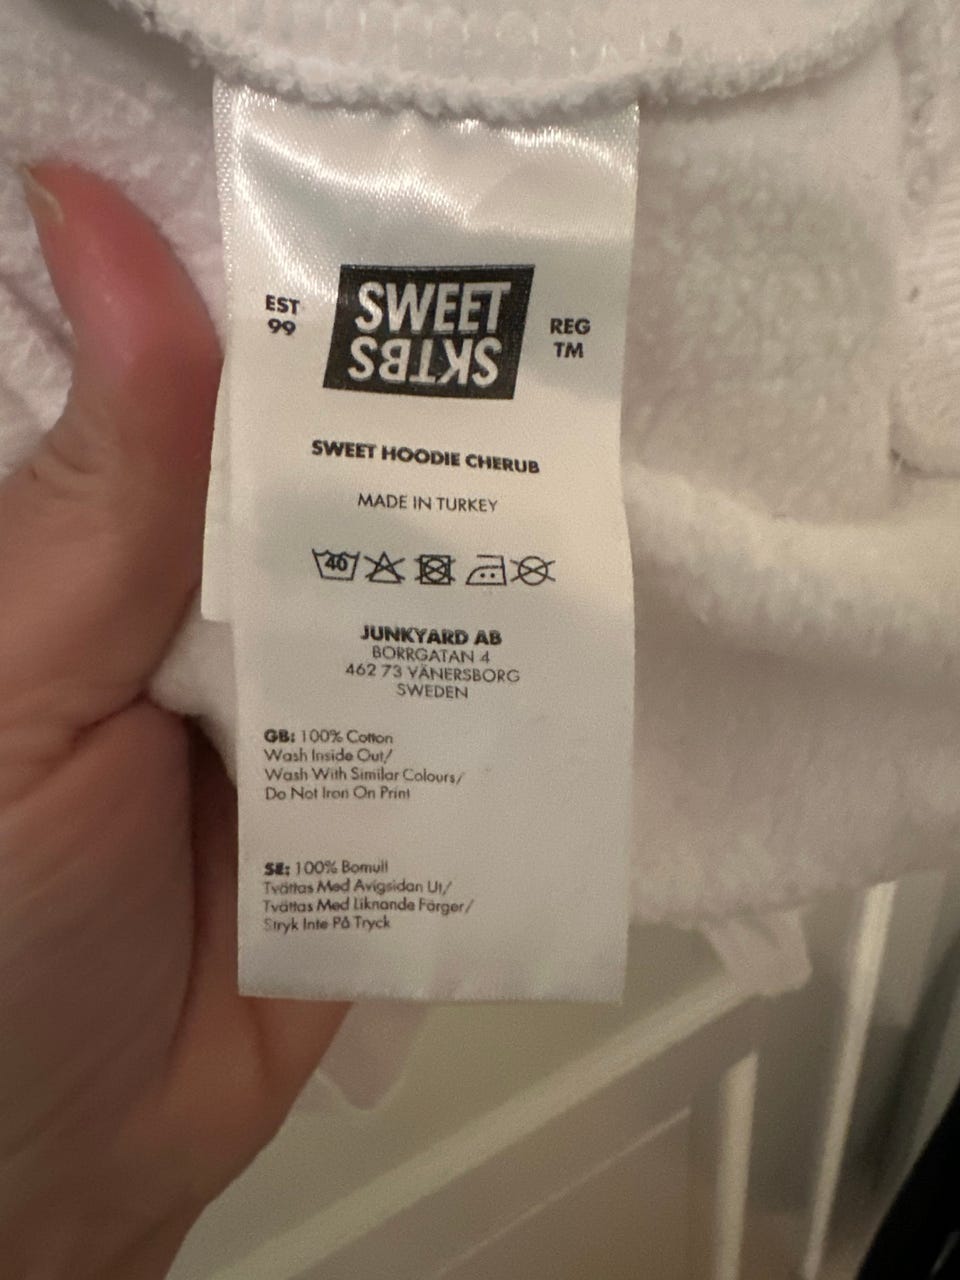 EST
99
SWEET
SKTBS
REG
TM
SWEET HOODIE CHERUB
MADE IN TURKEY
40
JUNKYARD AB
BORRGATAN 4
462 73 VÄNERSBORG
SWEDEN
GB: 100% Cotton
Wash Inside Out/
Wash With Similar Colours/
Do Not Iron On Print
SE: 100% Bomull
Tvättas Med Avigsidan Ut/
Tvättas Med Liknande Färger/
Stryk Inte På Tryck